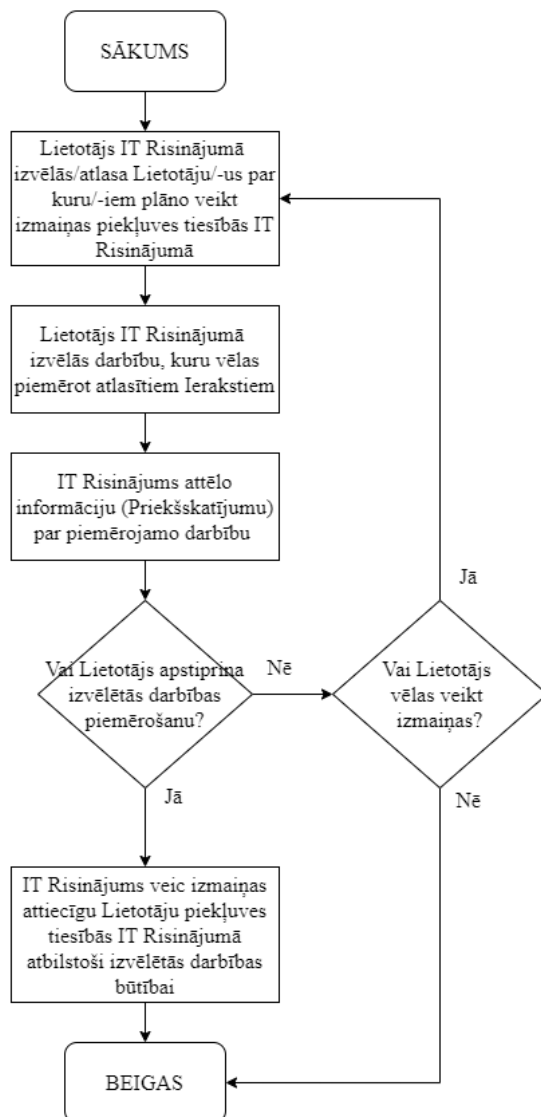 SĀKUMS
Lietotājs IT Risinājumā
izvēlās/atlasa Lietotāju/-us par
kuru/-iem plāno veikt
izmaiņas piekļuves tiesībās IT
Risinājumā
Lietotājs IT Risinājumā
izvēlās darbību, kuru vēlas
piemērot atlasītiem Ierakstiem
IT Risinājums attēlo
informāciju (Priekšskatījumu)
par piemērojamo darbību
Jā
Vai Lietotājs apstiprina
izvēlētās darbības
piemērošanu?
Nē
Vai Lietotājs
vēlas veikt
izmaiņas?
Jā
Nē
IT Risinājums veic izmaiņas
attiecīgu Lietotāju piekļuves
tiesībās IT Risinājumā
atbilstoši izvēlētās darbības
būtībai
BEIGAS